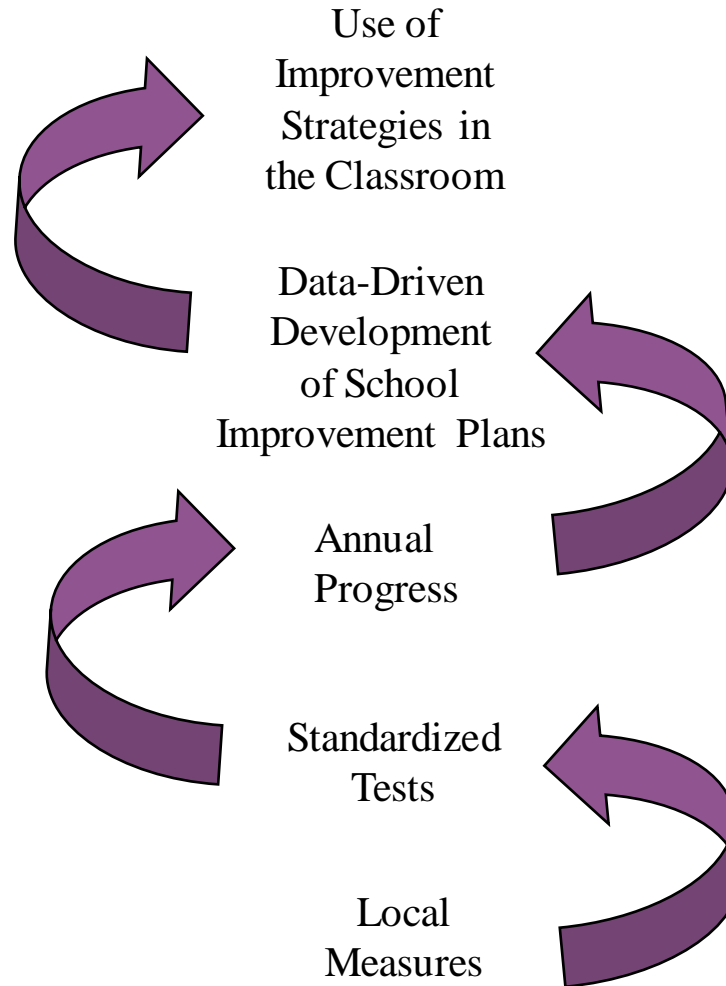 Use of
Improvement
Strategies in
the Classroom
Data-Driven
Development
of School
Improvement Plans
Annual
Progress
Standardized
Tests
Local
Measures